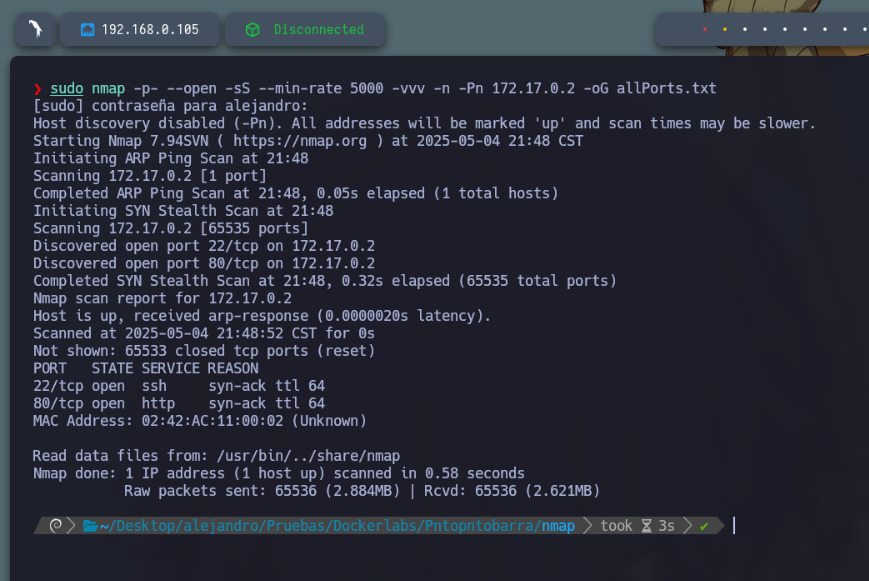 192.168.0.105
Disconnected
❯ sudo nmap -p- --open -sS --min-rate 5000 -vvv -n -Pn 172.17.0.2 -oG allPorts.txt
[sudo] contraseña para alejandro:
Host discovery disabled (-Pn). All addresses will be marked 'up' and scan times may be slower.
Starting Nmap 7.94SVN ( https://nmap.org ) at 2025-05-04 21:48 CST
Initiating ARP Ping Scan at 21:48
Scanning 172.17.0.2 [1 port]
Completed ARP Ping Scan at 21:48, 0.05s elapsed (1 total hosts)
Initiating SYN Stealth Scan at 21:48
Scanning 172.17.0.2 [65535 ports]
Discovered open port 22/tcp on 172.17.0.2
Discovered open port 80/tcp on 172.17.0.2
Completed SYN Stealth Scan at 21:48, 0.32s elapsed (65535 total ports)
Nmap scan report for 172.17.0.2
Host is up, received arp-response (0.0000020s latency).
Scanned at 2025-05-04 21:48:52 CST for 0s
Not shown: 65533 closed tcp ports (reset)
PORT   STATE SERVICE REASON
22/tcp open  ssh     syn-ack ttl 64
80/tcp open  http    syn-ack ttl 64
MAC Address: 02:42:AC:11:00:02 (Unknown)
Read data files from: /usr/bin/../share/nmap
Nmap done: 1 IP address (1 host up) scanned in 0.58 seconds
Raw packets sent: 65536 (2.884MB) | Rcvd: 65536 (2.621MB)
~/Desktop/alejandro/Pruebas/Dockerlabs/Pntopntobarra/nmap took 3s ✔